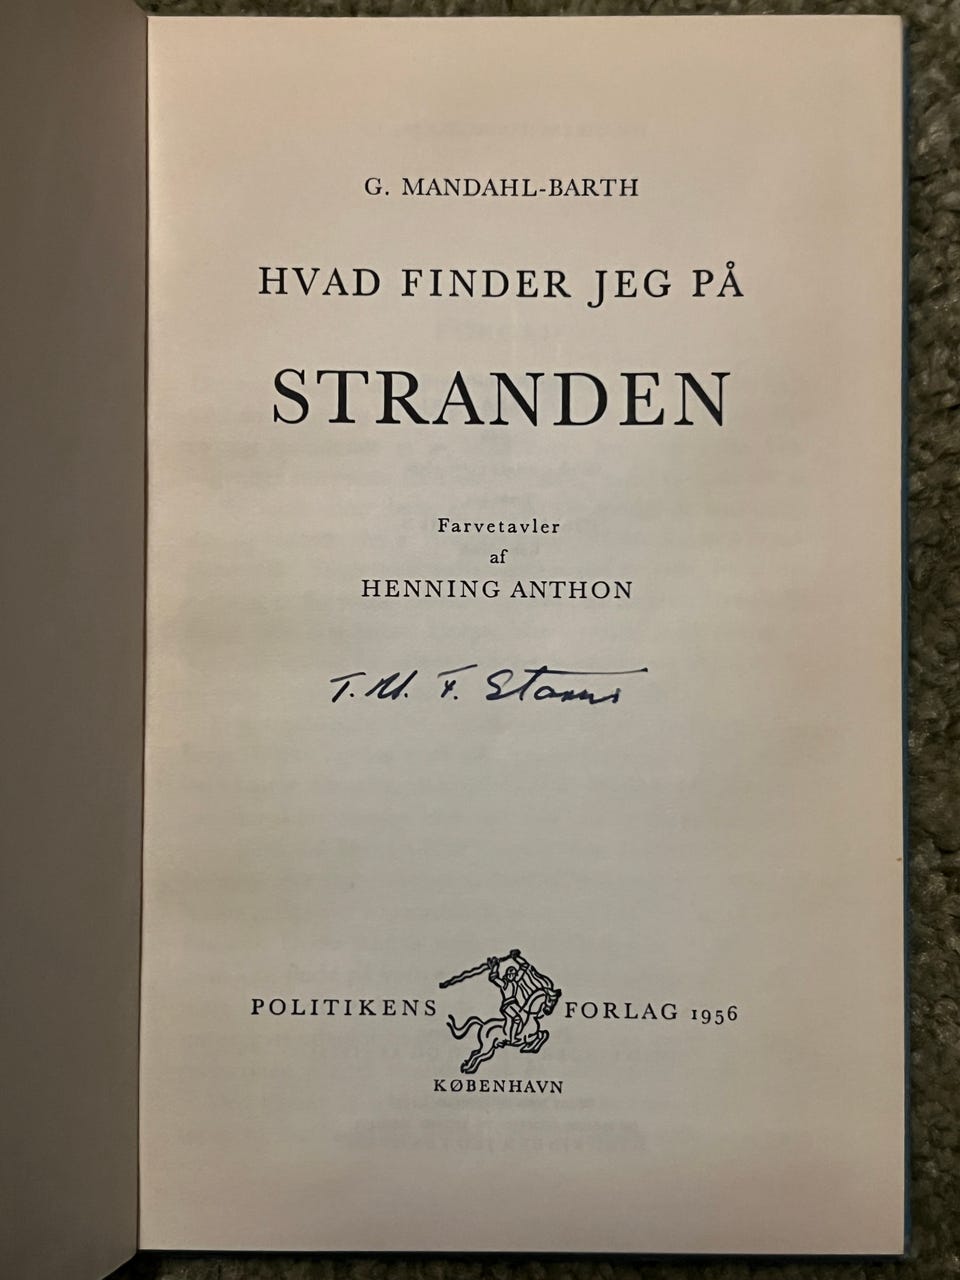 G. MANDAHL-BARTH
HVAD FINDER JEG PÅ
STRANDEN
Farvetavler
af
HENNING ANTHON
POLITIKENS FORLAG 1956
KØBENHAVN